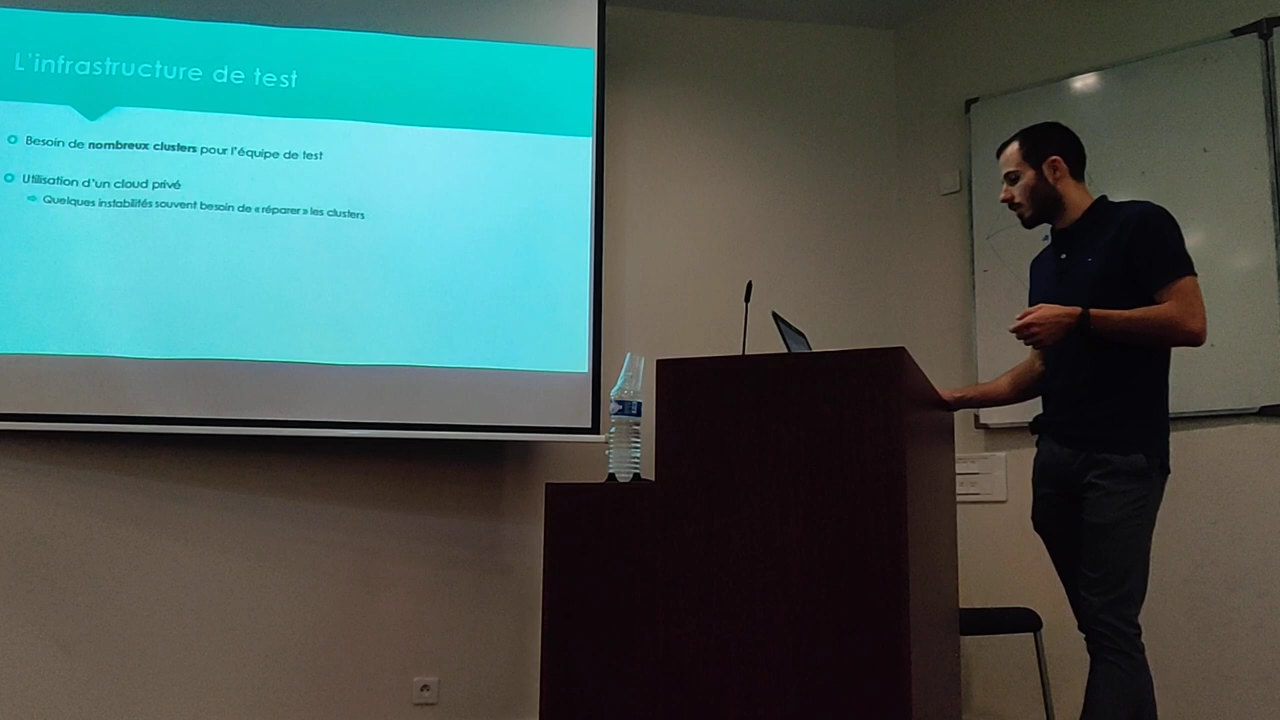 L'infrastructure de test
Besoin de nombreux clusters pour l'équipe de test
Utilisation d'un cloud privé
Quelques instabilités souvent besoin de « réparer » les clusters